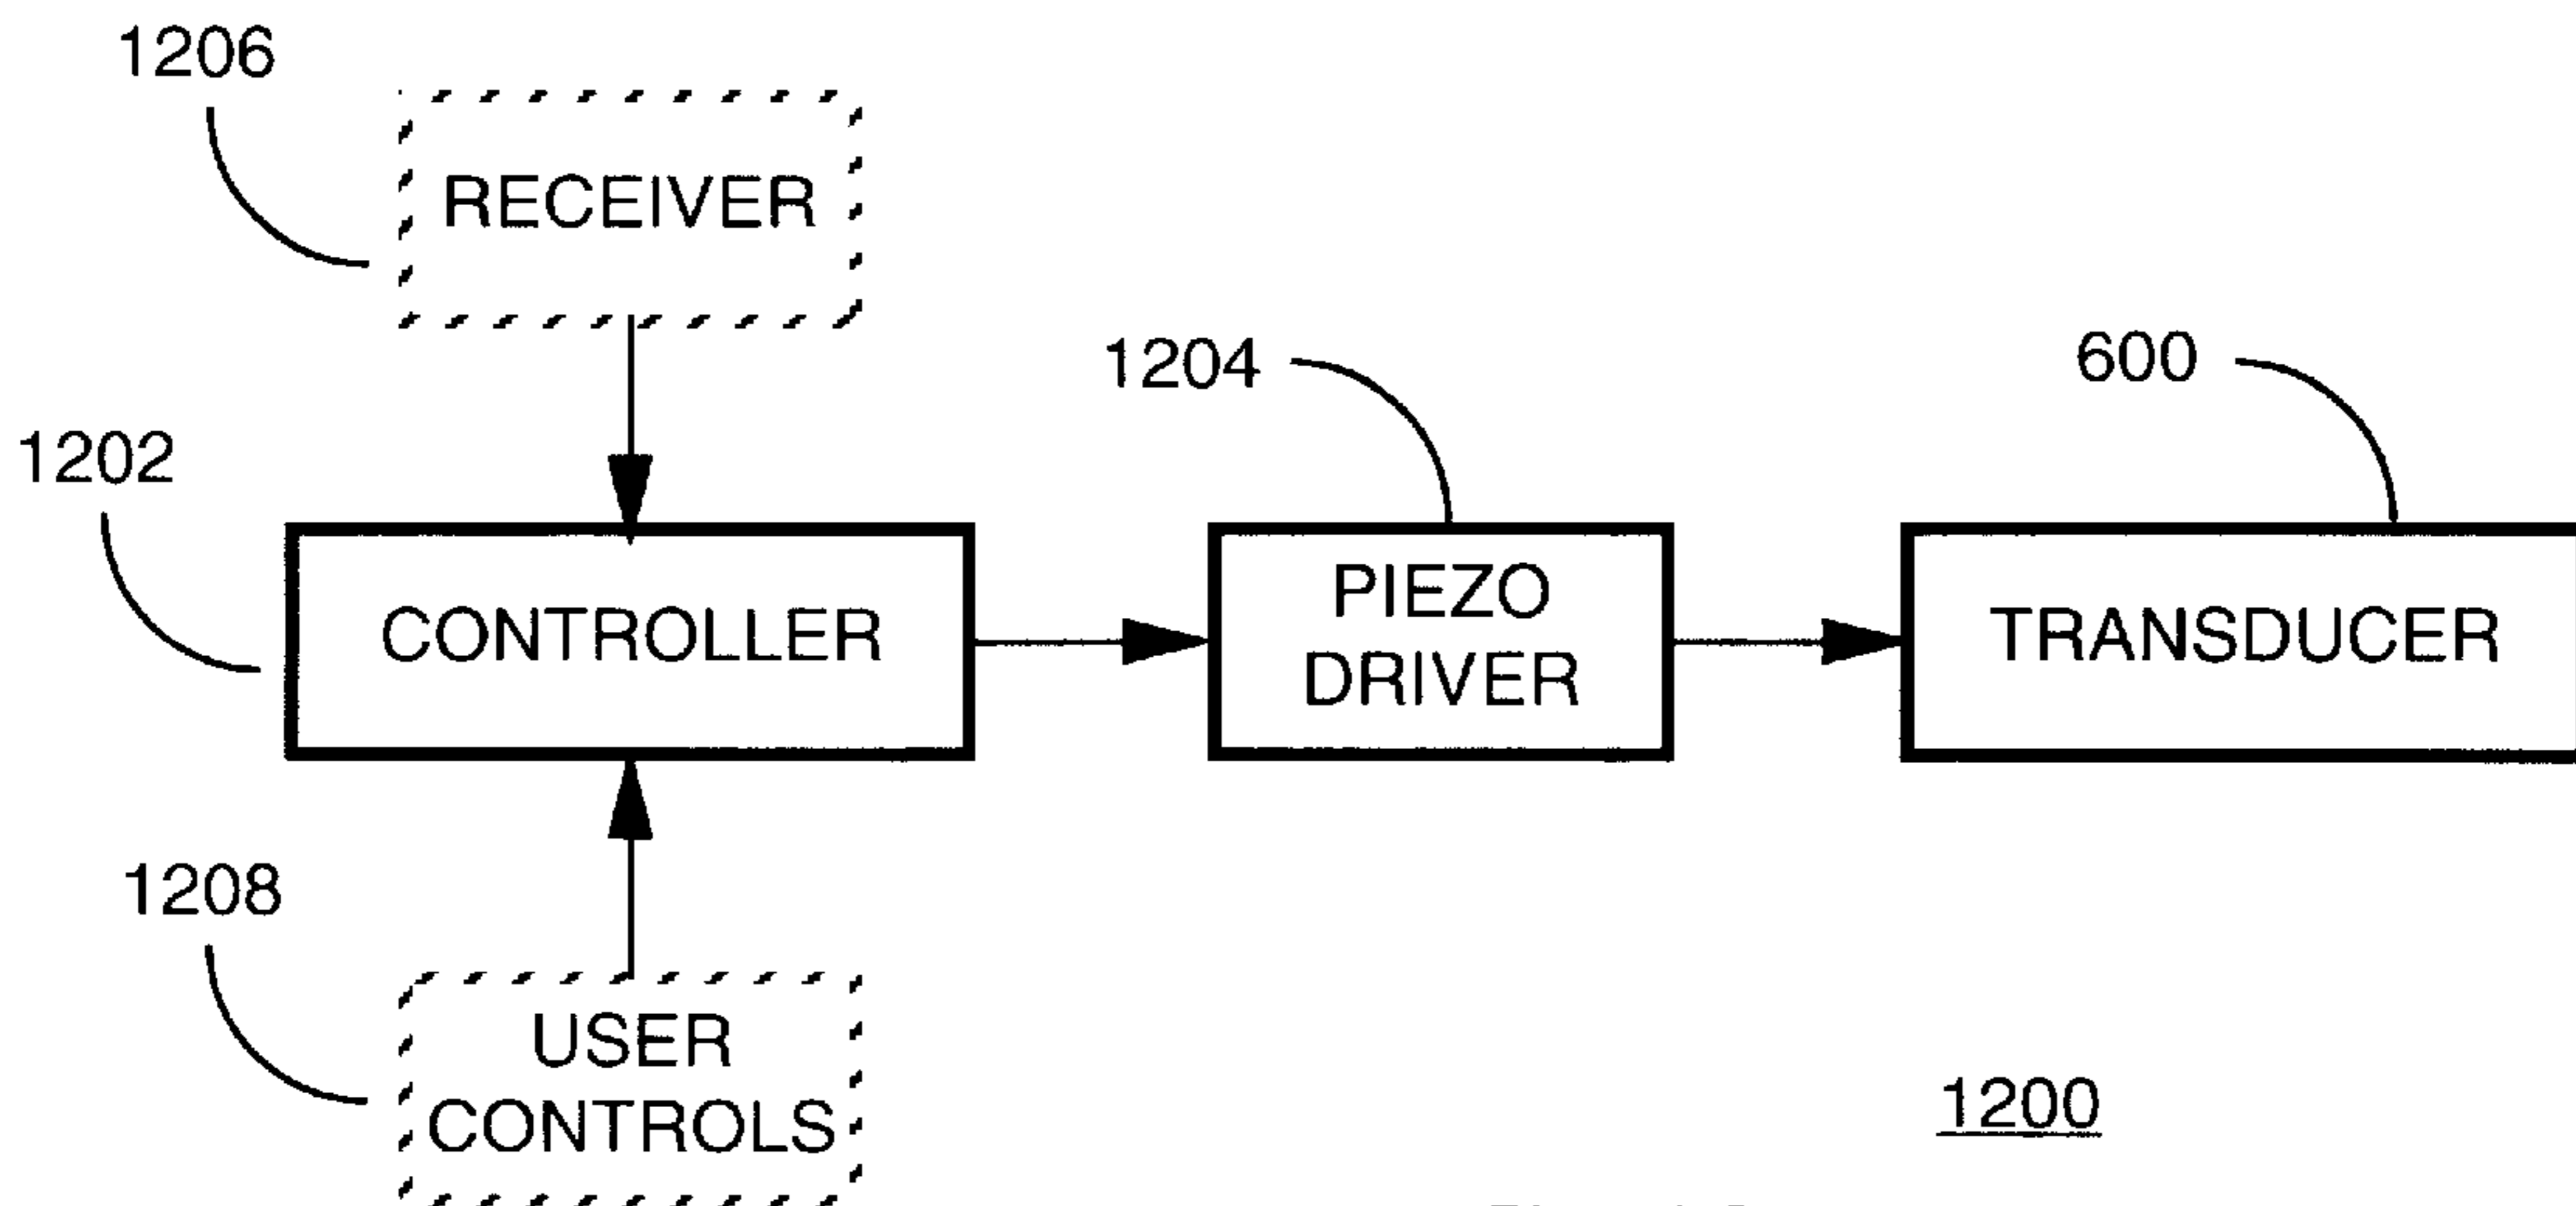 1206
RECEIVER
1204
600
1202
CONTROLLER
PIEZO
DRIVER
TRANSDUCER
1208
USER
CONTROLS
1200